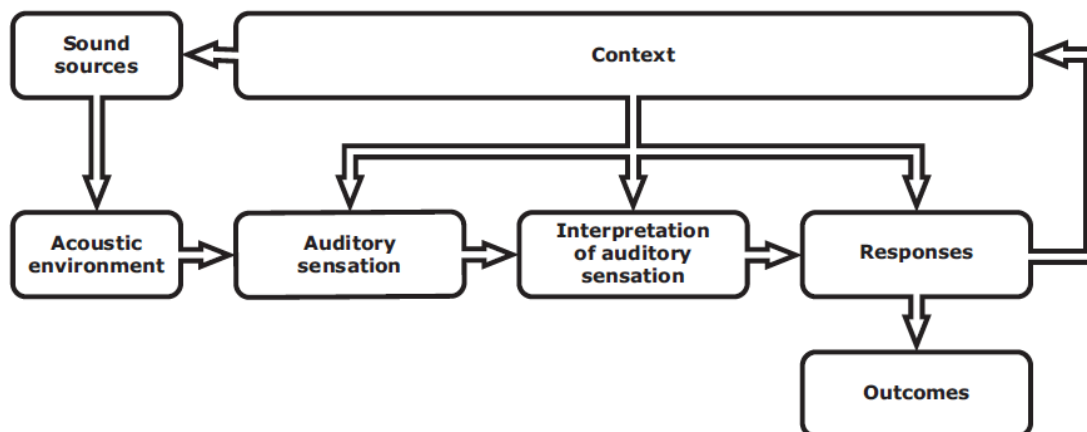 Sound
sources
Context
Acoustic
environment
Auditory
sensation
Interpretation
of auditory
sensation
Responses
Outcomes